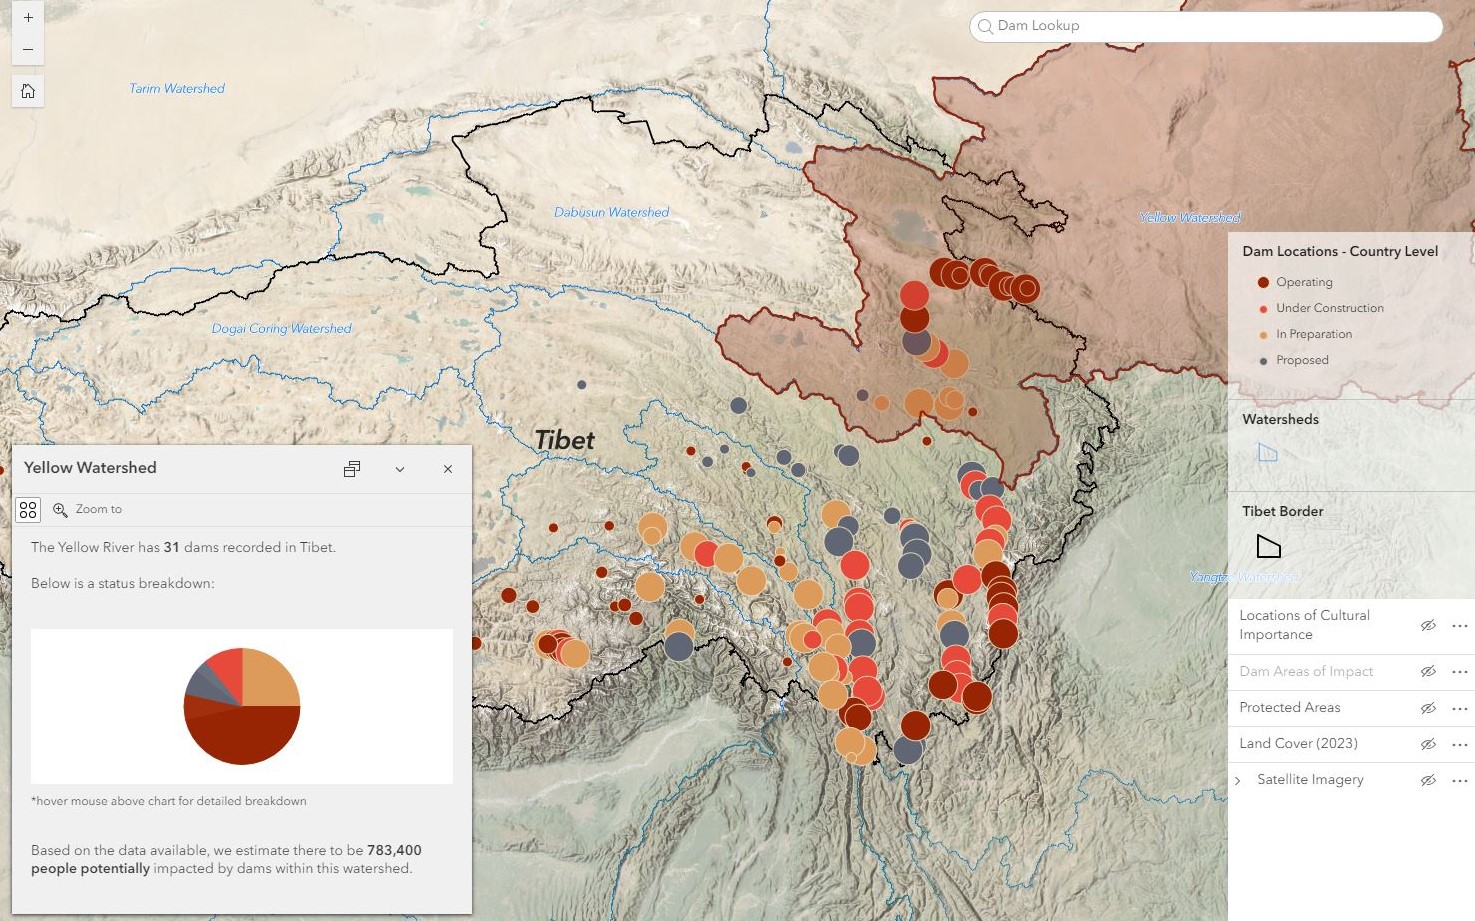 +
Dam Lookup
−
Tarim Watershed
Dabusun Watershed
Yellow Watershed
Dogai Coring Watershed
Tibet
Yellow Watershed
Zoom to
The Yellow River has 31 dams recorded in Tibet.
Below is a status breakdown:
*hover mouse above chart for detailed breakdown
Based on the data available, we estimate there to be 783,400
people potentially impacted by dams within this watershed.
Dam Locations - Country Level
Operating
Under Construction
In Preparation
Proposed
Watersheds
Tibet Border
Yangtze Watershed
Locations of Cultural
Importance
Dam Areas of Impact
Protected Areas
Land Cover (2023)
Satellite Imagery